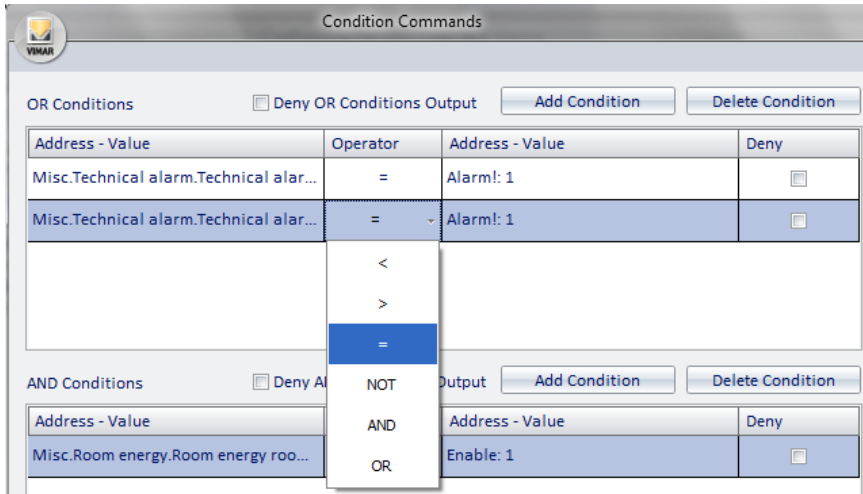 Condition Commands
VIMAR
OR Conditions Deny OR Conditions Output Add Condition Delete Condition
Address - Value Operator Address - Value Deny
Misc.Technical alarm.Technical alar... = Alarm!: 1
Misc.Technical alarm.Technical alar... = Alarm!: 1
<
>
=
AND Conditions Deny Output Add Condition Delete Condition
NOT
Address - Value Address - Value Deny
AND
Misc.Room energy.Room energy roo... Enable: 1
OR